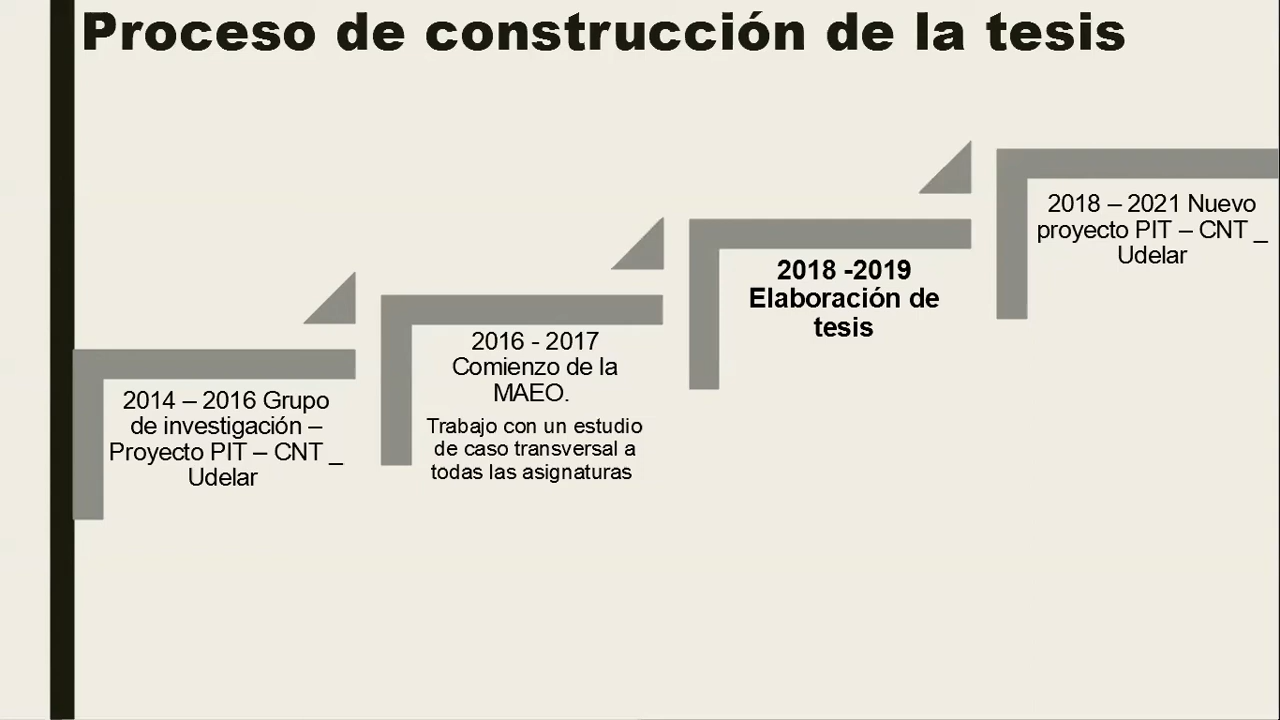 Proceso de construcción de la tesis
2014 – 2016 Grupo
de investigación –
Proyecto PIT – CNT _
Udelar
2016 - 2017
Comienzo de la
MAEO.
Trabajo con un estudio
de caso transversal a
todas las asignaturas
2018 -2019
Elaboración de
tesis
2018 – 2021 Nuevo
proyecto PIT – CNT _
Udelar